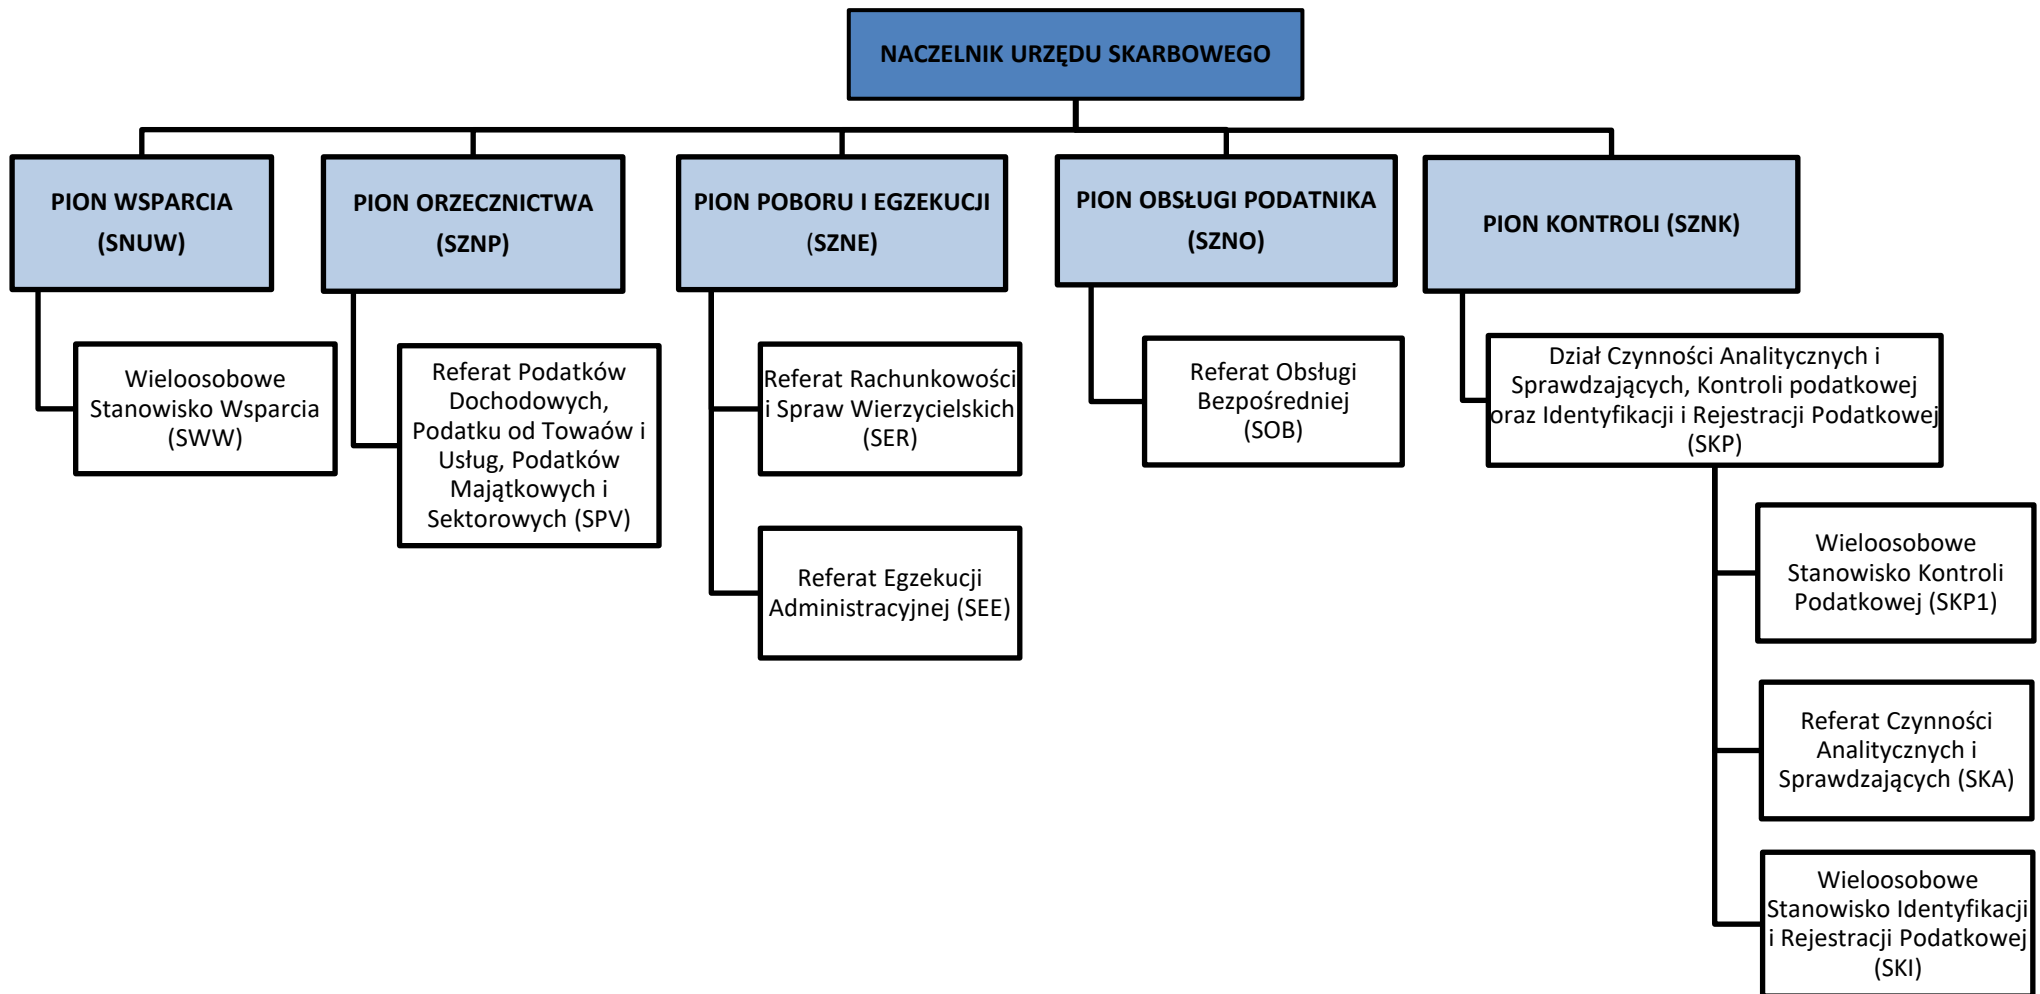 NACZELNIK URZĘDU SKARBOWEGO
PION WSPARCIA
(SNUW)
PION ORZECZNICTWA
(SZNP)
PION POBORU I EGZEKUCJI
(SZNE)
PION OBSŁUGI PODATNIKA
(SZNO)
PION KONTROLI (SZNK)
Wieloosobowe
Stanowisko Wsparcia
(SWW)
Referat Podatków
Dochodowych,
Podatku od Towaów i
Usług, Podatków
Majątkowych i
Sektorowych (SPV)
Referat Rachunkowości
i Spraw Wierzycielskich
(SER)
Referat Egzekucji
Administracyjnej (SEE)
Referat Obsługi
Bezpośredniej
(SOB)
Dział Czynności Analitycznych i
Sprawdzających, Kontroli podatkowej
oraz Identyfikacji i Rejestracji Podatkowej
(SKP)
Wieloosobowe
Stanowisko Kontroli
Podatkowej (SKP1)
Referat Czynności
Analitycznych i
Sprawdzających (SKA)
Wieloosobowe
Stanowisko Identyfikacji
i Rejestracji Podatkowej
(SKI)